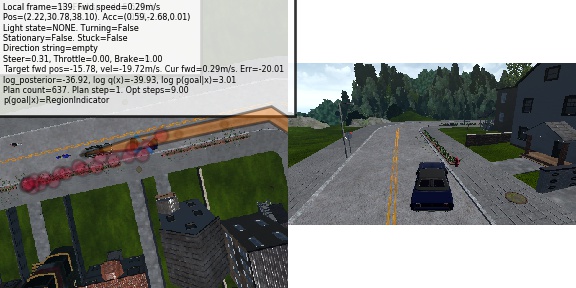 Local frame=139: Fwd speed=0.29m/s
Pos=(2.22,30.78,38.10). Acc=(0.59,-2.68,0.01)
Light state=NONE. Turning=False
Stationary=False. Stuck=False
Direction string=empty
Steer=0.31, Throttle=0.00, Brake=1.00
Target fwd pos=-15.78, vel=-19.72m/s. Cur fwd=0.29m/s. Err=-20.01
log_posterior=-36.92, log q(x)=-39.93, log p(goal|x)=3.01
Plan count=637. Plan step=1. Opt steps=9.00
p(goal|x)=RegionIndicator